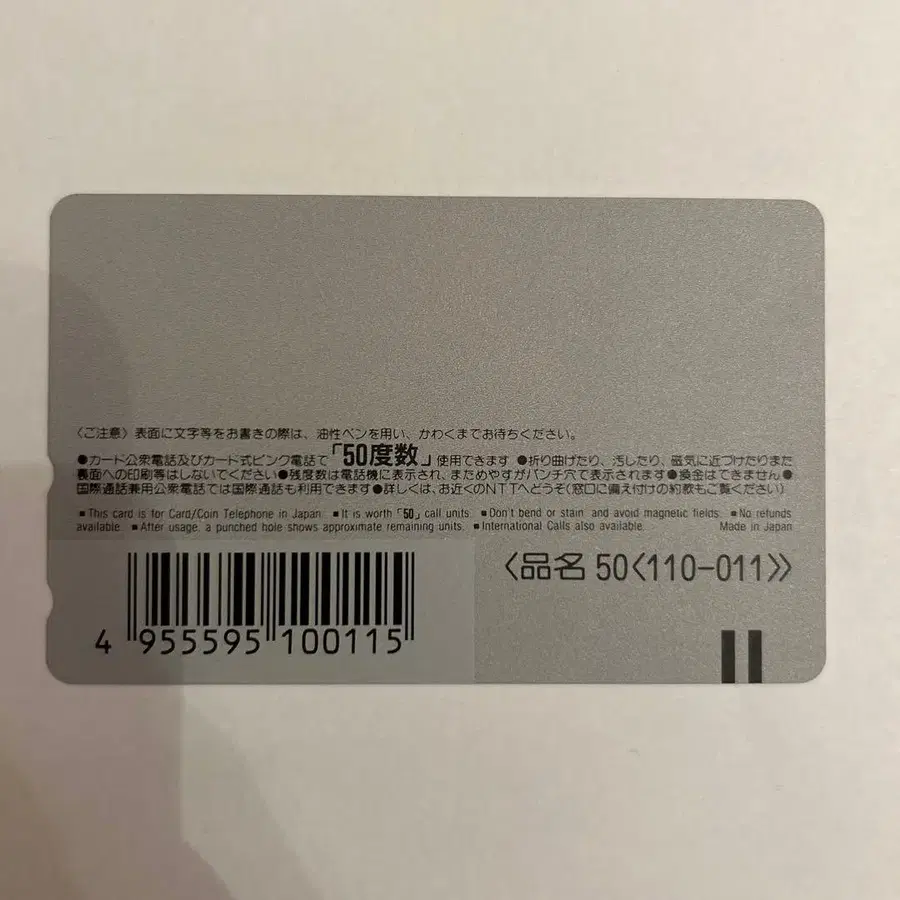 〈ご注意〉表面に文字等をお書きの際は、油性ペンを用い、かわくまでお待ちください。
●カード公衆電話及びカード式ピンク電話で「50度数」使用できます ●折り曲げたり、汚したり、磁気に近づけたりまた
裏面への印刷等はしないでください●残度数は電話機に表示され、まためやすがパンチ穴で表示されます●換金はできません●
国際通話兼用公衆電話では国際通話も利用できます●詳しくは、お近くのNTTへどうぞ(窓口に備え付けの約款もご覧ください)
■This card is for Card/Coin Telephone in Japan. ■It is worth「50」call units. ■Don't bend or stain, and avoid magnetic fields. ■No refunds
available. ■After usage, a punched hole shows approximate remaining units. ■International Calls also available. Made in Japan
〈品名 50〈110-011〉〉
4 955595 100115